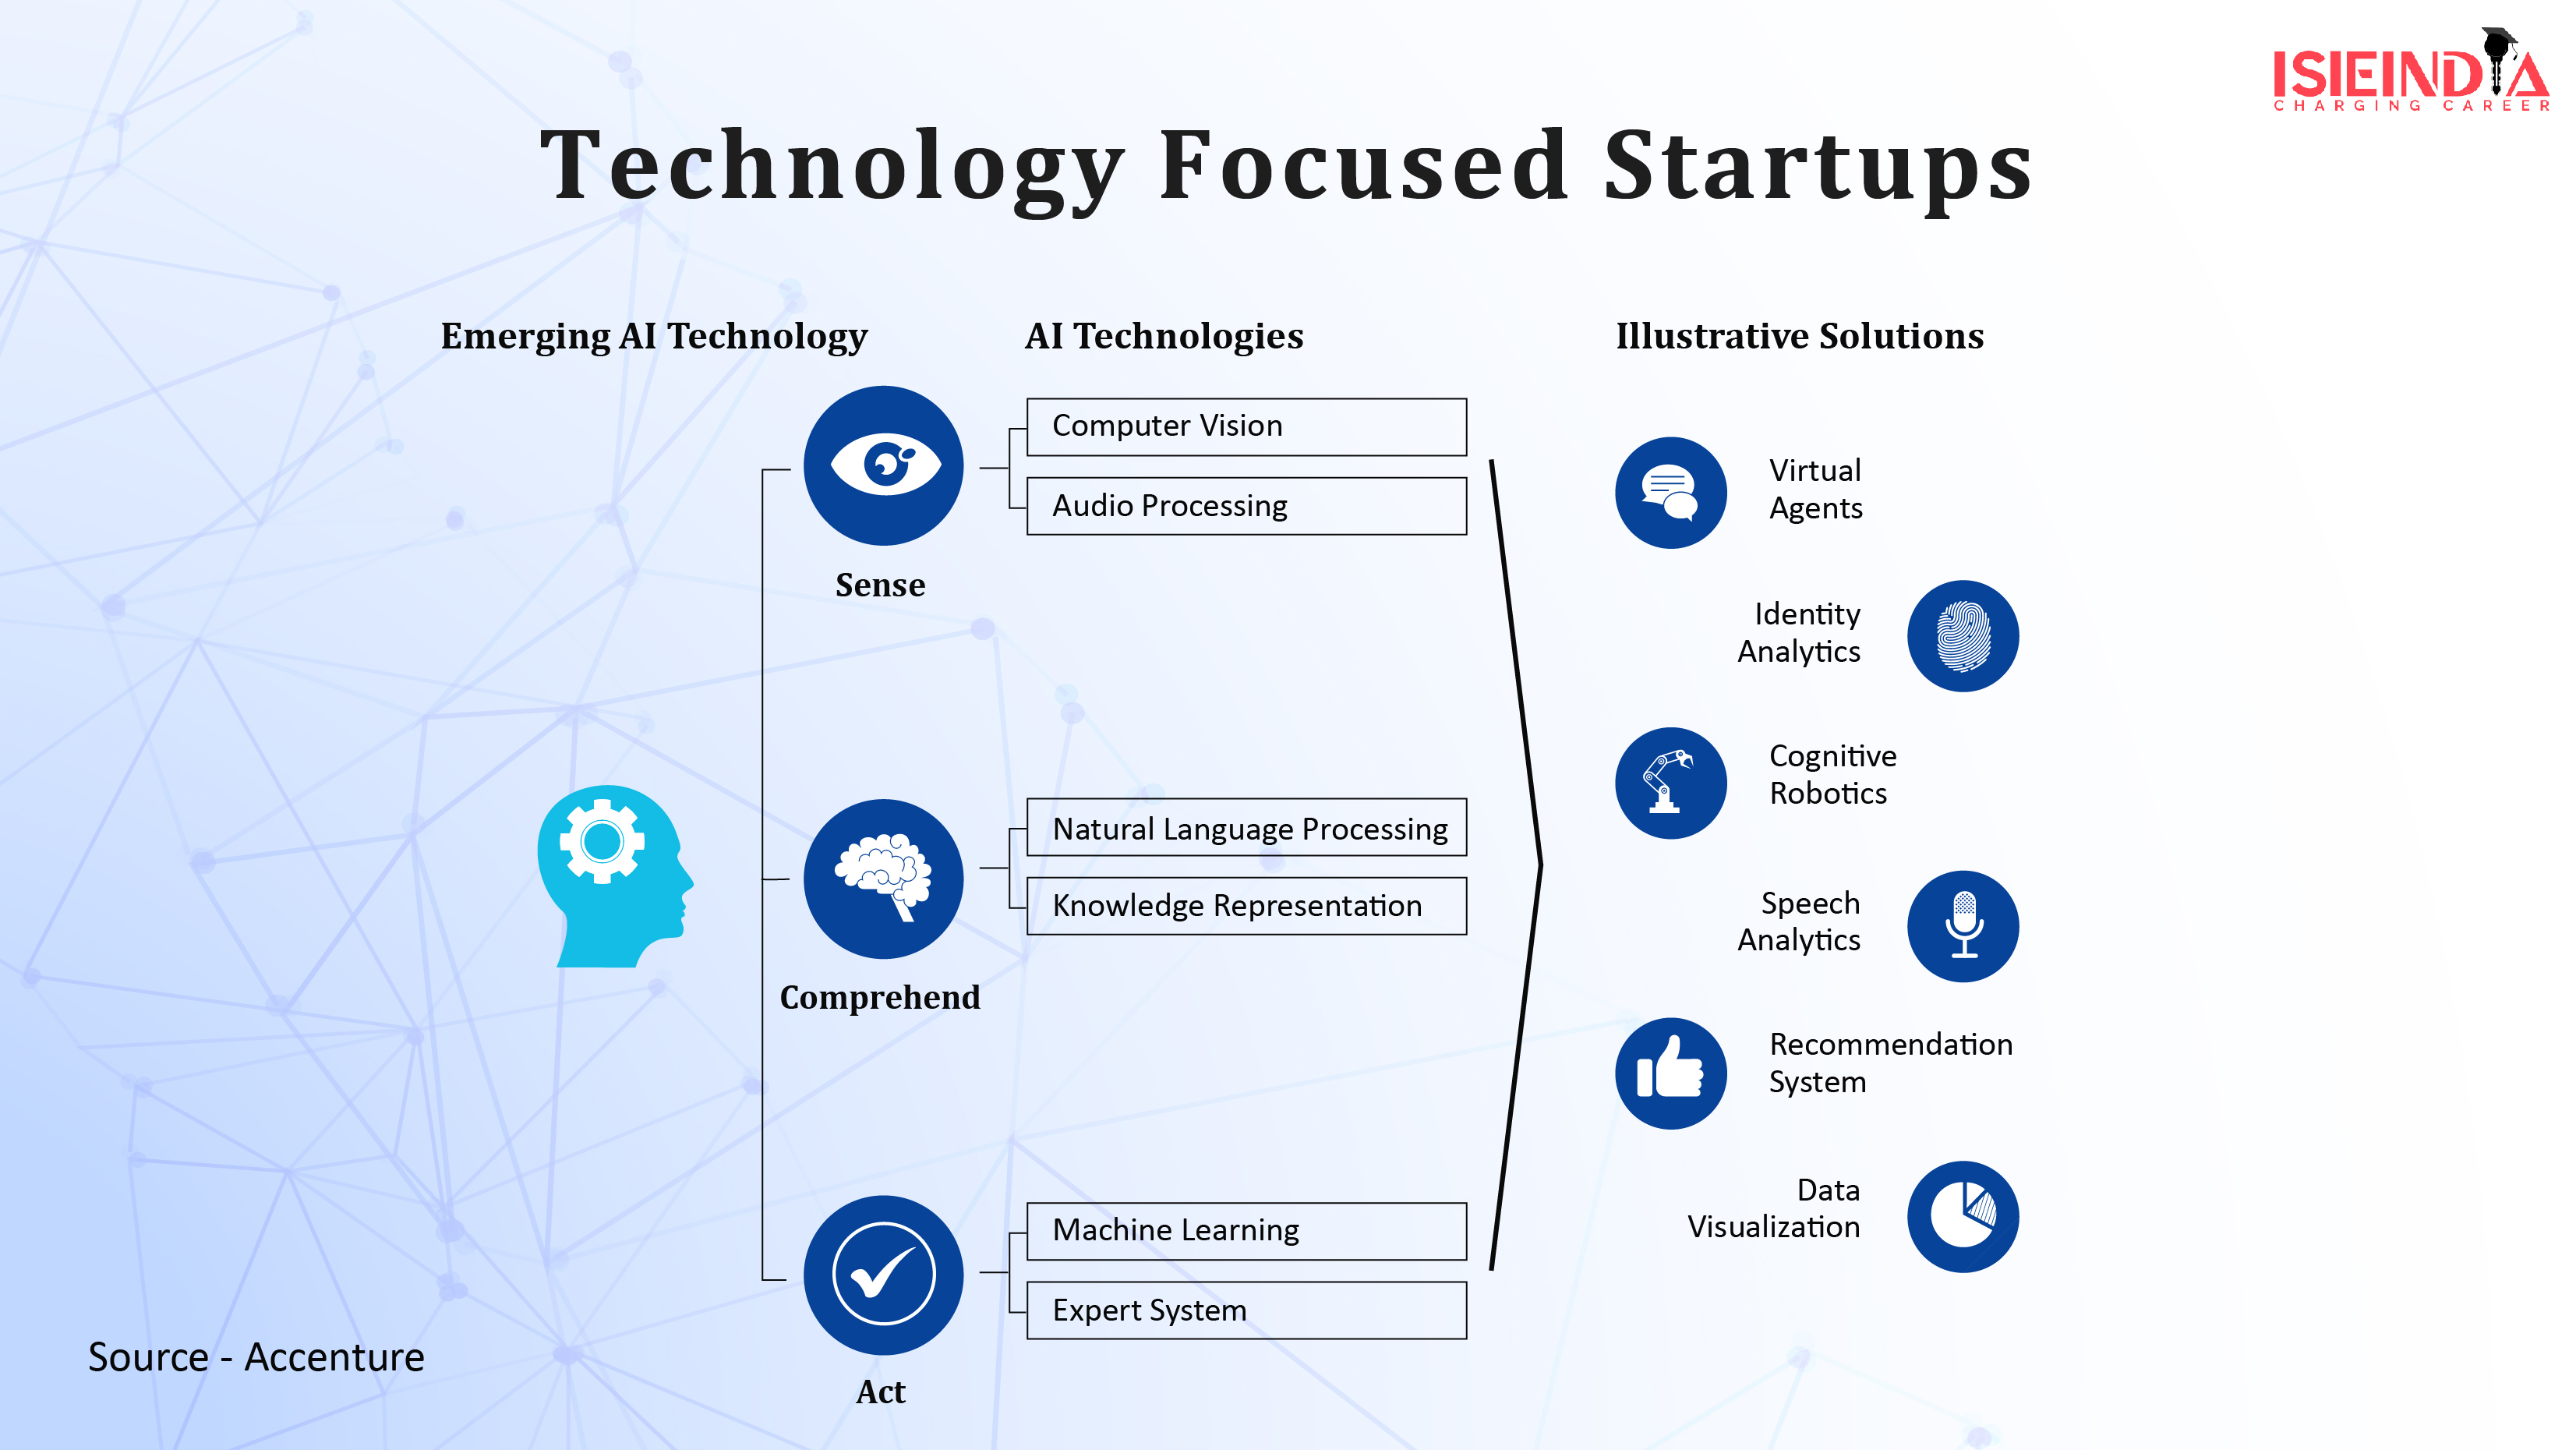 ISIEINDIA
CHARGING CAREER
Technology Focused Startups
Emerging AI Technology
AI Technologies
Illustrative Solutions
Computer Vision
Audio Processing
Sense
Natural Language Processing
Knowledge Representation
Comprehend
Machine Learning
Expert System
Act
Virtual
Agents
Identity
Analytics
Cognitive
Robotics
Speech
Analytics
Recommendation
System
Data
Visualization
Source - Accenture